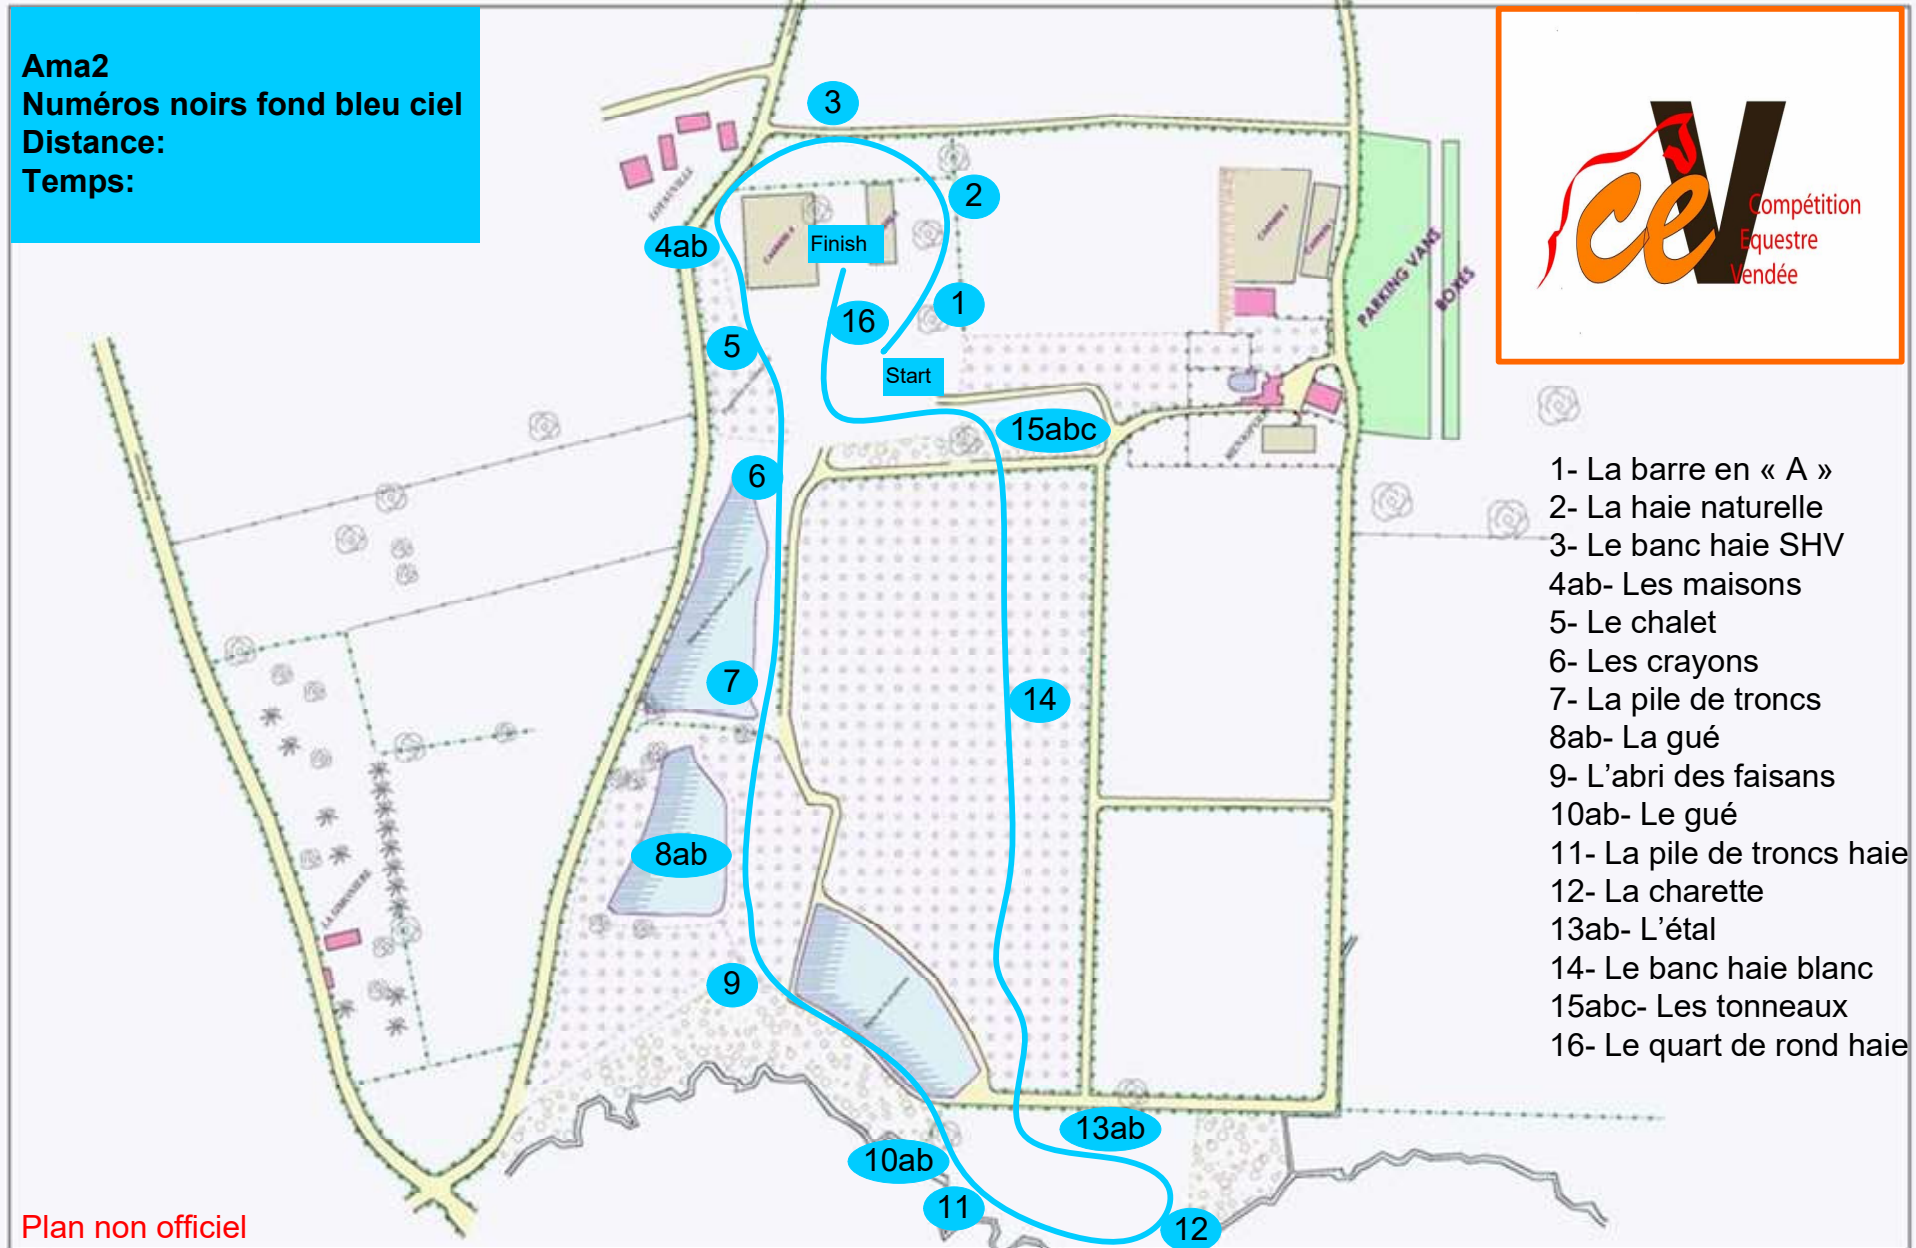 Ama2
Numéros noirs fond bleu ciel
Distance:
Temps:
3
2
4ab
Finish
1
16
5
Start
15abc
6
7
14
8ab
9
13ab
10ab
11
12
PARKING VANS
BOXES
LA SIMONIERE
CeV
Compétition
Equestre
Vendée
1- La barre en « A »
2- La haie naturelle
3- Le banc haie SHV
4ab- Les maisons
5- Le chalet
6- Les crayons
7- La pile de troncs
8ab- La gué
9- L’abri des faisans
10ab- Le gué
11- La pile de troncs haie
12- La charette
13ab- L’étal
14- Le banc haie blanc
15abc- Les tonneaux
16- Le quart de rond haie
Plan non officiel